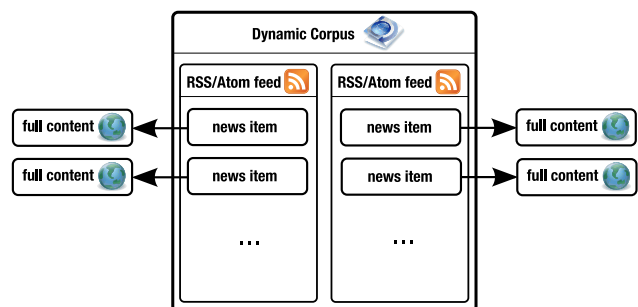 Dynamic Corpus
RSS/Atom feed
RSS/Atom feed
full content
news item
news item
full content
full content
news item
news item
full content
...
...